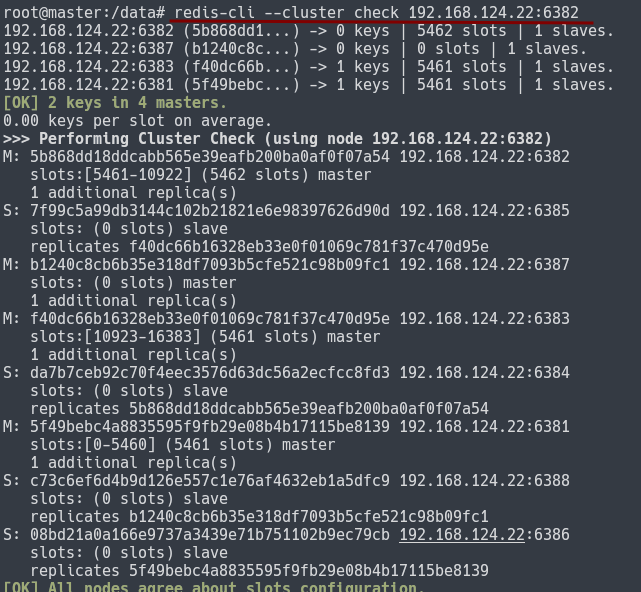 root@master:/data# redis-cli --cluster check 192.168.124.22:6382
192.168.124.22:6382 (5b868dd1...) -> 0 keys | 5462 slots | 1 slaves.
192.168.124.22:6387 (b1240c8c...) -> 0 keys | 0 slots | 1 slaves.
192.168.124.22:6383 (f40dc66b...) -> 1 keys | 5461 slots | 1 slaves.
192.168.124.22:6381 (5f49bebc...) -> 1 keys | 5461 slots | 1 slaves.
[OK] 2 keys in 4 masters.
0.00 keys per slot on average.
>>> Performing Cluster Check (using node 192.168.124.22:6382)
M: 5b868dd18ddcabb565e39eafb200ba0af0f07a54 192.168.124.22:6382
slots:[5461-10922] (5462 slots) master
1 additional replica(s)
S: 7f99c5a99db3144c102b21821e6e98397626d90d 192.168.124.22:6385
slots: (0 slots) slave
replicates f40dc66b16328eb33e0f01069c781f37c470d95e
M: b1240c8cb6b35e318df7093b5cfe521c98b09fc1 192.168.124.22:6387
slots: (0 slots) master
1 additional replica(s)
M: f40dc66b16328eb33e0f01069c781f37c470d95e 192.168.124.22:6383
slots:[10923-16383] (5461 slots) master
1 additional replica(s)
S: da7b7ceb92c70f4eec3576d63dc56a2ecfcc8fd3 192.168.124.22:6384
slots: (0 slots) slave
replicates 5b868dd18ddcabb565e39eafb200ba0af0f07a54
M: 5f49bebc4a8835595f9fb29e08b4b17115be8139 192.168.124.22:6381
slots:[0-5460] (5461 slots) master
1 additional replica(s)
S: c73c6ef6d4b9d126e557c1e76af4632eb1a5dfc9 192.168.124.22:6388
slots: (0 slots) slave
replicates b1240c8cb6b35e318df7093b5cfe521c98b09fc1
S: 08bd21a0a166e9737a3439e71b751102b9ec79cb 192.168.124.22:6386
slots: (0 slots) slave
replicates 5f49bebc4a8835595f9fb29e08b4b17115be8139
[OK] All nodes agree about slots configuration.